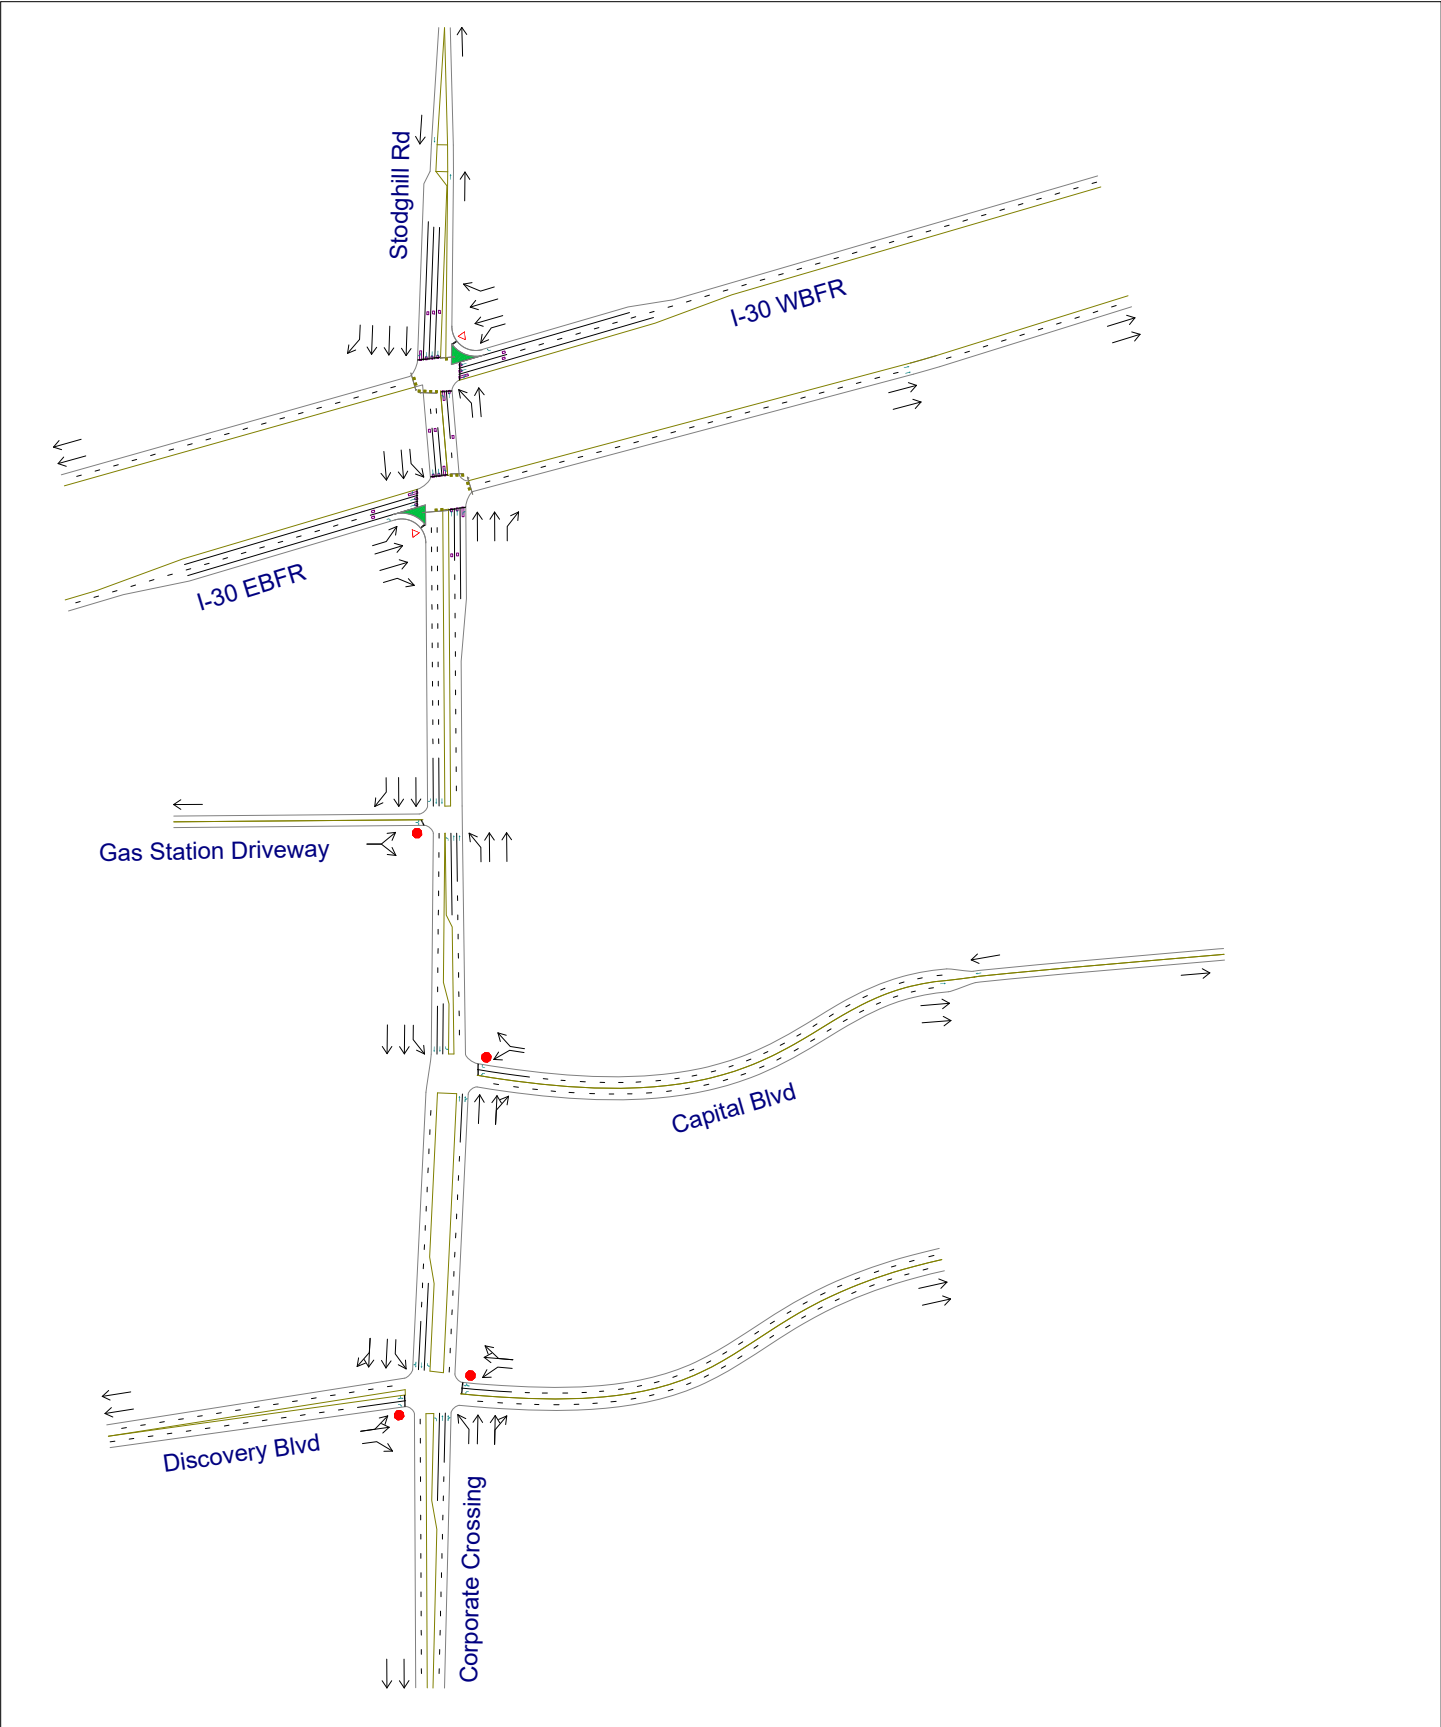 Stodghill Rd
I-30 WBFR
I-30 EBFR
Gas Station Driveway
Capital Blvd
Discovery Blvd
Corporate Crossing